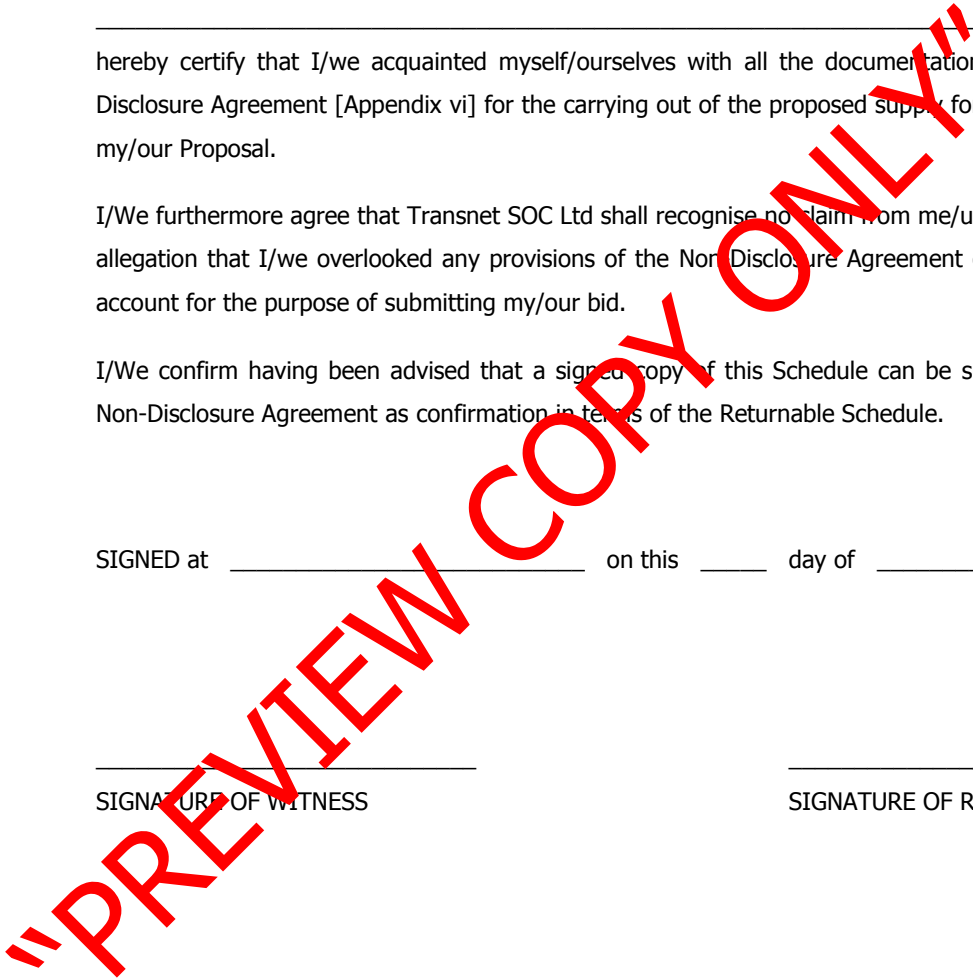 hereby certify that I/we acquainted myself/ourselves with all the documentation
Disclosure Agreement [Appendix vi] for the carrying out of the proposed supply fo
my/our Proposal.
I/We furthermore agree that Transnet SOC Ltd shall recognise no claim from me/u
allegation that I/we overlooked any provisions of the Non-Disclosure Agreement
account for the purpose of submitting my/our bid.
I/We confirm having been advised that a signed copy of this Schedule can be s
Non-Disclosure Agreement as confirmation in terms of the Returnable Schedule.
SIGNED at ______________ on this _____ day of _______
SIGNATURE OF WITNESS SIGNATURE OF R
"PREVIEW COPY ONLY"